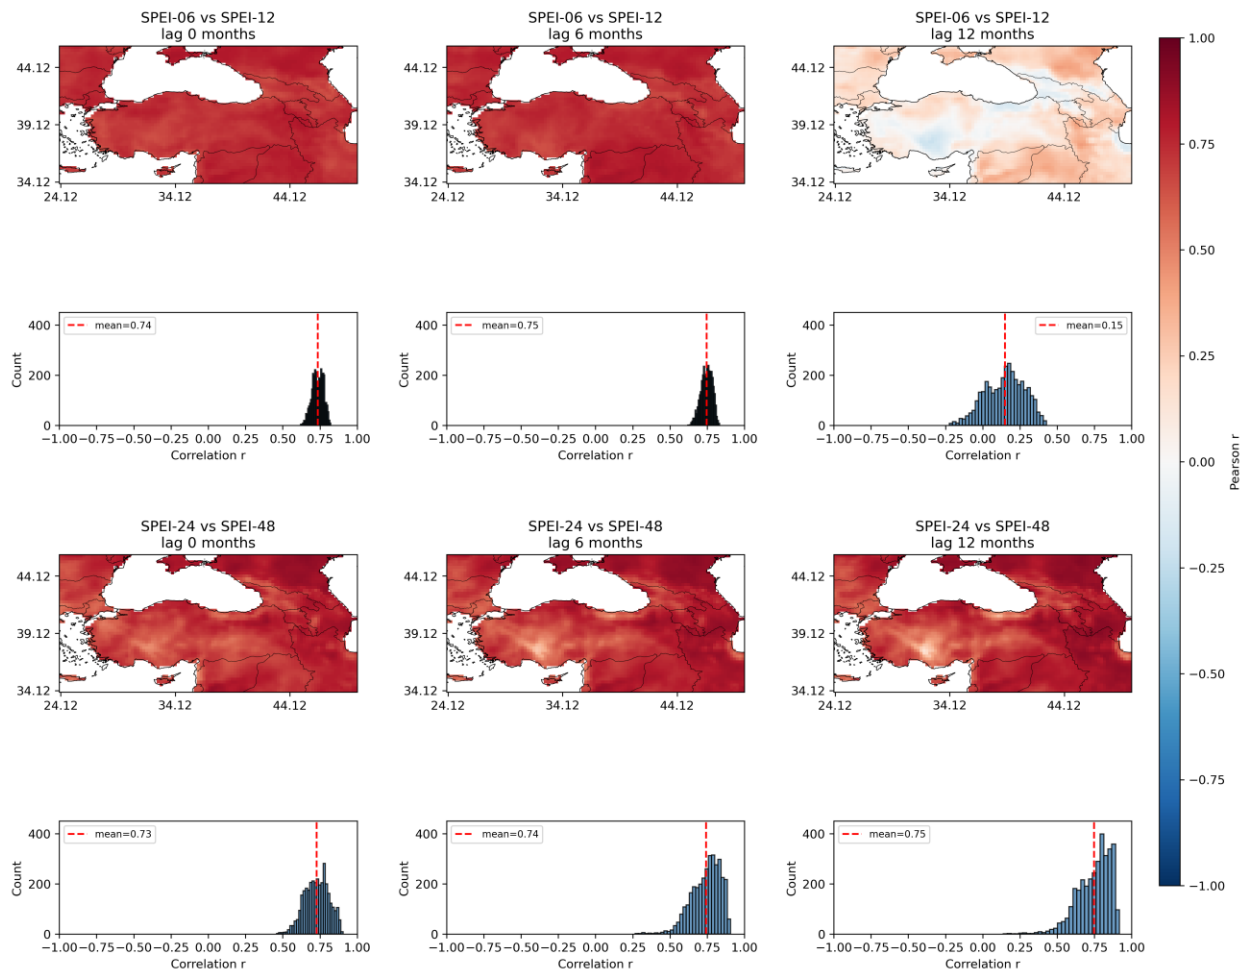 SPEI-06 vs SPEI-12
lag 0 months
SPEI-06 vs SPEI-12
lag 6 months
SPEI-06 vs SPEI-12
lag 12 months
44.12
39.12
34.12
24.12 34.12 44.12
44.12
39.12
34.12
24.12 34.12 44.12
44.12
39.12
34.12
24.12 34.12 44.12
400
200
0
Count
mean=0.74
−1.00 −0.75 −0.50 −0.25 0.00 0.25 0.50 0.75 1.00
Correlation r
400
200
0
Count
mean=0.75
−1.00 −0.75 −0.50 −0.25 0.00 0.25 0.50 0.75 1.00
Correlation r
400
200
0
Count
mean=0.15
−1.00 −0.75 −0.50 −0.25 0.00 0.25 0.50 0.75 1.00
Correlation r
SPEI-24 vs SPEI-48
lag 0 months
SPEI-24 vs SPEI-48
lag 6 months
SPEI-24 vs SPEI-48
lag 12 months
44.12
39.12
34.12
24.12 34.12 44.12
44.12
39.12
34.12
24.12 34.12 44.12
44.12
39.12
34.12
24.12 34.12 44.12
400
200
0
Count
mean=0.73
−1.00 −0.75 −0.50 −0.25 0.00 0.25 0.50 0.75 1.00
Correlation r
400
200
0
Count
mean=0.74
−1.00 −0.75 −0.50 −0.25 0.00 0.25 0.50 0.75 1.00
Correlation r
400
200
0
Count
mean=0.75
−1.00 −0.75 −0.50 −0.25 0.00 0.25 0.50 0.75 1.00
Correlation r
1.00
0.75
0.50
0.25
0.00
−0.25
−0.50
−0.75
−1.00
Pearson r